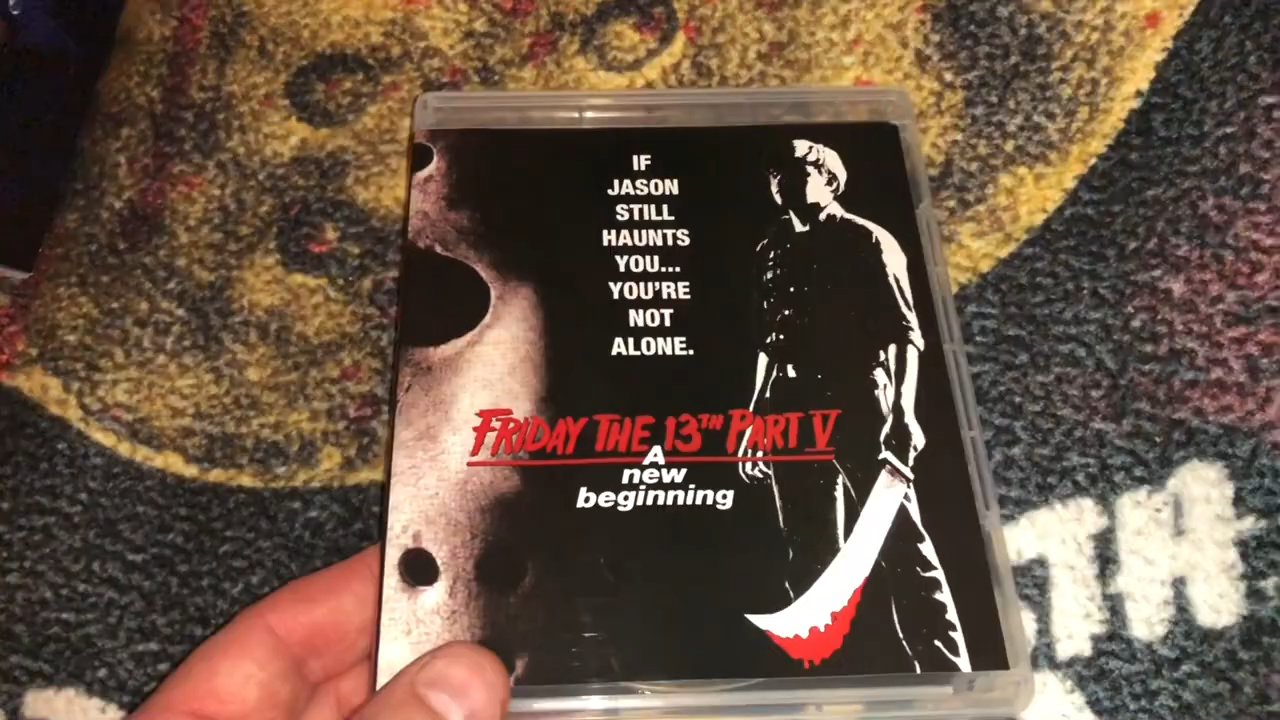 IF
JASON
STILL
HAUNTS
YOU...
YOU'RE
NOT
ALONE.
FRIDAY THE 13TH PART V
A
new
beginning